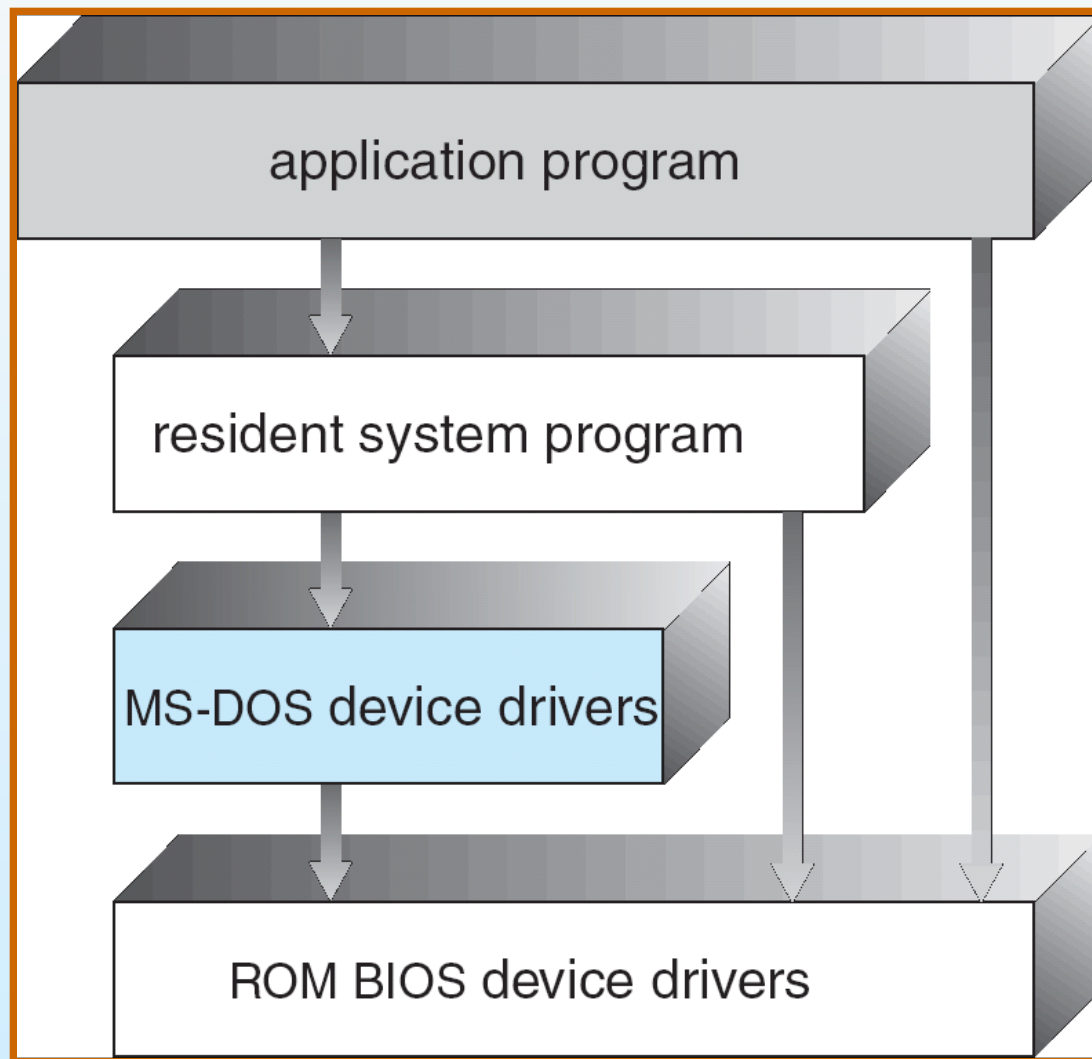 application program
resident system program
MS-DOS device drivers
ROM BIOS device drivers